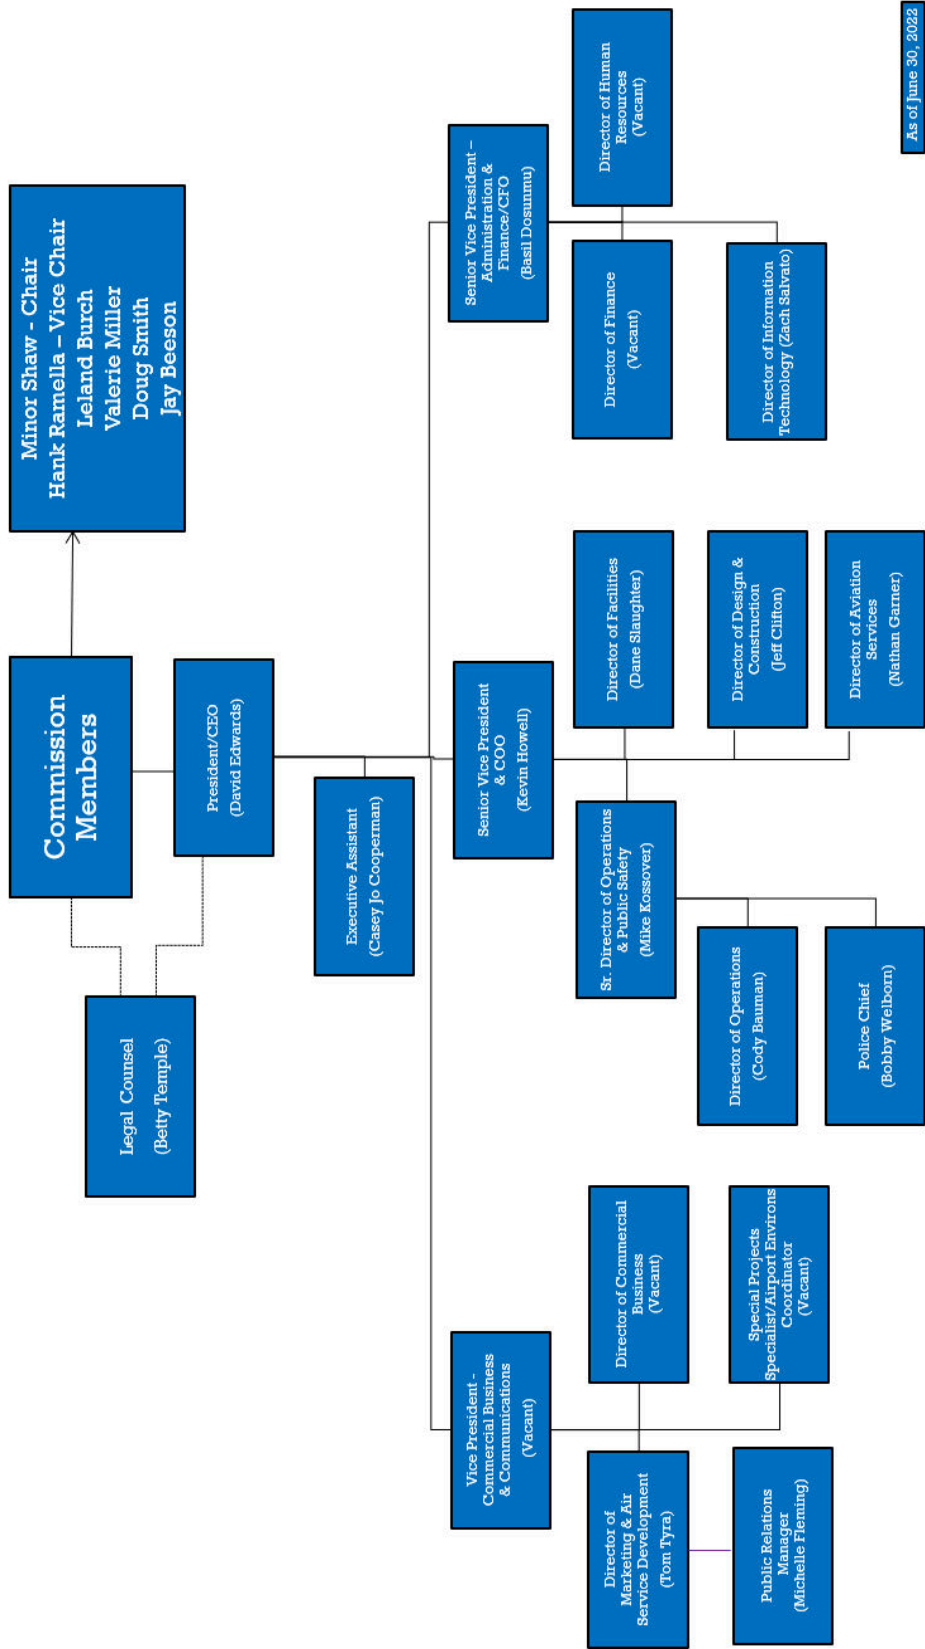 Commission
Members
Minor Shaw - Chair
Hank Ramella – Vice Chair
Leland Burch
Valerie Miller
Doug Smith
Jay Beeson
Legal Counsel
(Betty Temple)
President/CEO
(David Edwards)
Executive Assistant
(Casey Jo Cooperman)
Vice President -
Commercial Business
& Communications
(Vacant)
Senior Vice President
& COO
(Kevin Howell)
Senior Vice President –
Administration &
Finance/CFO
(Basil Dosunmu)
Director of
Marketing & Air
Service Development
(Tom Tyra)
Director of Commercial
Business
(Vacant)
Public Relations
Manager
(Michelle Fleming)
Special Projects
Specialist/Airport Environs
Coordinator
(Vacant)
Sr. Director of Operations
& Public Safety
(Mike Kossover)
Director of Facilities
(Dane Slaughter)
Director of Operations
(Cody Bauman)
Director of Design &
Construction
(Jeff Clifton)
Police Chief
(Bobby Welborn)
Director of Aviation
Services
(Nathan Garner)
Director of Finance
(Vacant)
Director of Human
Resources
(Vacant)
Director of Information
Technology (Zach Salvato)
As of June 30, 2022